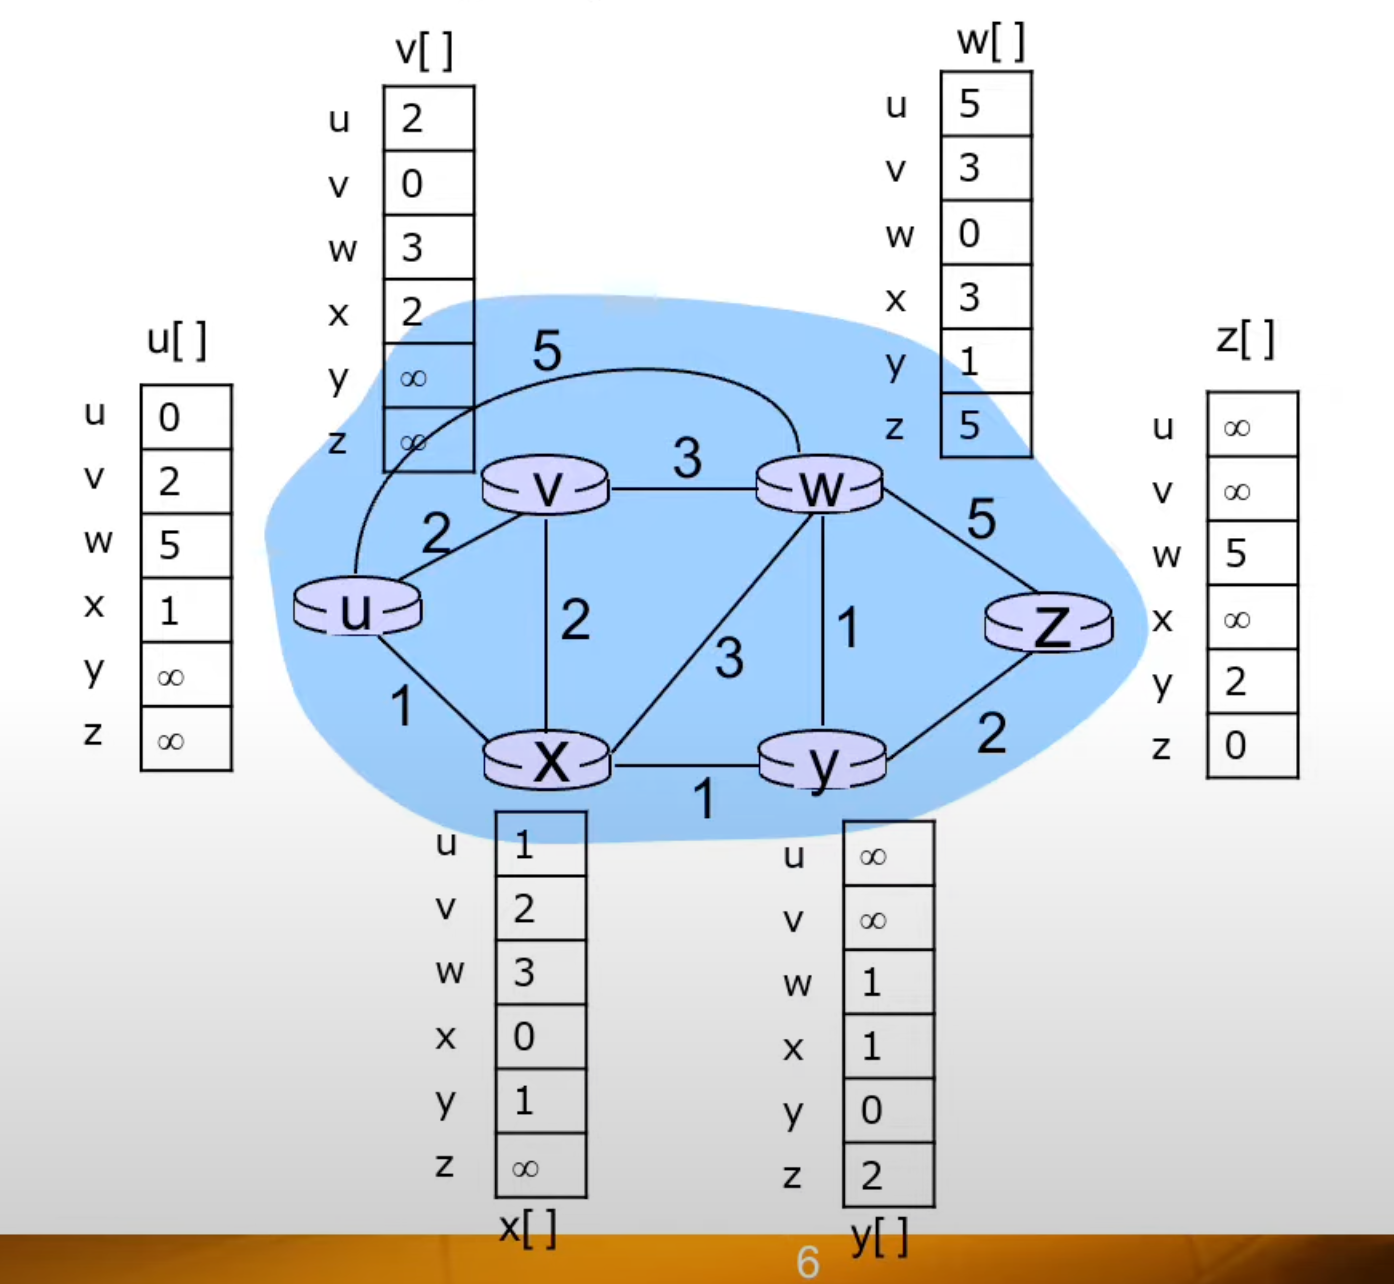 v[ ]
u 2
v 0
w 3
x 2
y ∞
z ∞
w[ ]
u 5
v 3
w 0
x 3
y 1
z 5
u[ ]
u 0
v 2
w 5
x 1
y ∞
z ∞
z[ ]
u ∞
v ∞
w 5
x ∞
y 2
z 0
5
v
3
w
2
5
u
2
1
z
3
1
2
x
y
1
u 1
v 2
w 3
x 0
y 1
z ∞
x[ ]
u ∞
v ∞
w 1
x 1
y 0
z 2
y[ ]
6